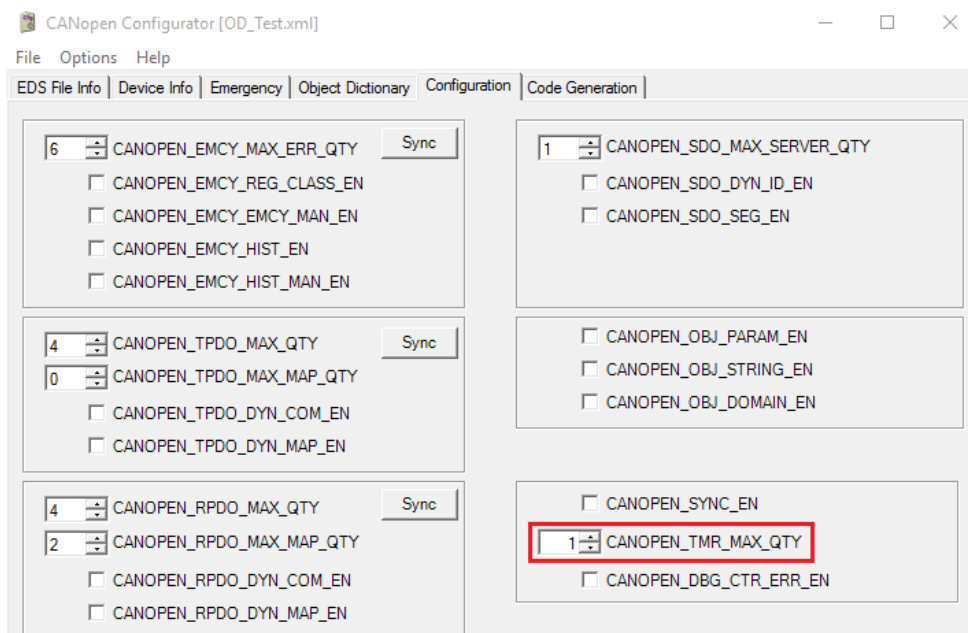 CANopen Configurator [OD_Test.xml]
File Options Help
EDS File Info Device Info Emergency Object Dictionary Configuration Code Generation
6 CANOPEN_EMCY_MAX_ERR_QTY Sync
CANOPEN_EMCY_REG_CLASS_EN
CANOPEN_EMCY_EMCY_MAN_EN
CANOPEN_EMCY_HIST_EN
CANOPEN_EMCY_HIST_MAN_EN
1 CANOPEN_SDO_MAX_SERVER_QTY
CANOPEN_SDO_DYN_ID_EN
CANOPEN_SDO_SEG_EN
4 CANOPEN_TPDO_MAX_QTY Sync
0 CANOPEN_TPDO_MAX_MAP_QTY
CANOPEN_TPDO_DYN_COM_EN
CANOPEN_TPDO_DYN_MAP_EN
CANOPEN_OBJ_PARAM_EN
CANOPEN_OBJ_STRING_EN
CANOPEN_OBJ_DOMAIN_EN
4 CANOPEN_RPDO_MAX_QTY Sync
2 CANOPEN_RPDO_MAX_MAP_QTY
CANOPEN_RPDO_DYN_COM_EN
CANOPEN_RPDO_DYN_MAP_EN
CANOPEN_SYNC_EN
1 CANOPEN_TMR_MAX_QTY
CANOPEN_DBG_CTR_ERR_EN